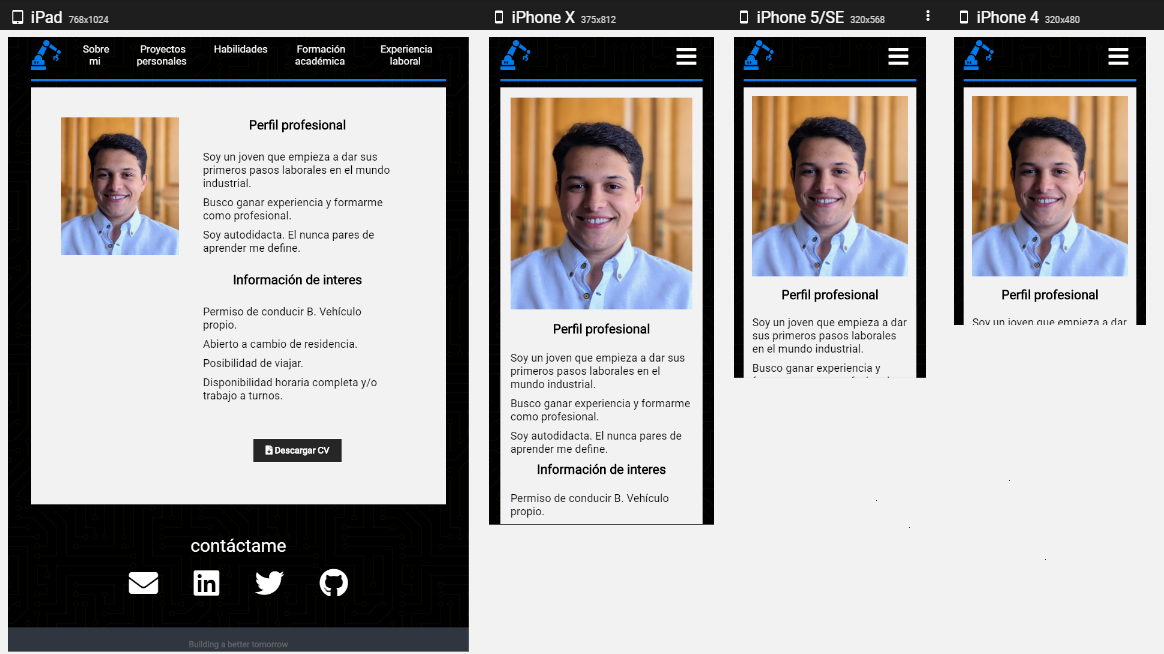 iPad 768x1024
iPhone X 375x812
iPhone 5/SE 320x568
iPhone 4 320x480
Sobre
mi
Proyectos
personales
Habilidades
Formación
académica
Experiencia
laboral
Perfil profesional
Soy un joven que empieza a dar sus
primeros pasos laborales en el mundo
industrial.
Busco ganar experiencia y formarme
como profesional.
Soy autodidacta. El nunca pares de
aprender me define.
Información de interes
Permiso de conducir B. Vehículo
propio.
Abierto a cambio de residencia.
Posibilidad de viajar.
Disponibilidad horaria completa y/o
trabajo a turnos.
Descargar CV
contáctame
Building a better tomorrow
Perfil profesional
Soy un joven que empieza a dar sus
primeros pasos laborales en el
mundo industrial.
Busco ganar experiencia y formarme
como profesional.
Soy autodidacta. El nunca pares de
aprender me define.
Información de interes
Permiso de conducir B. Vehículo
propio.
Perfil profesional
Soy un joven que empieza a dar
sus primeros pasos laborales
en el mundo industrial.
Busco ganar experiencia y
Perfil profesional
Soy un joven que empieza a dar